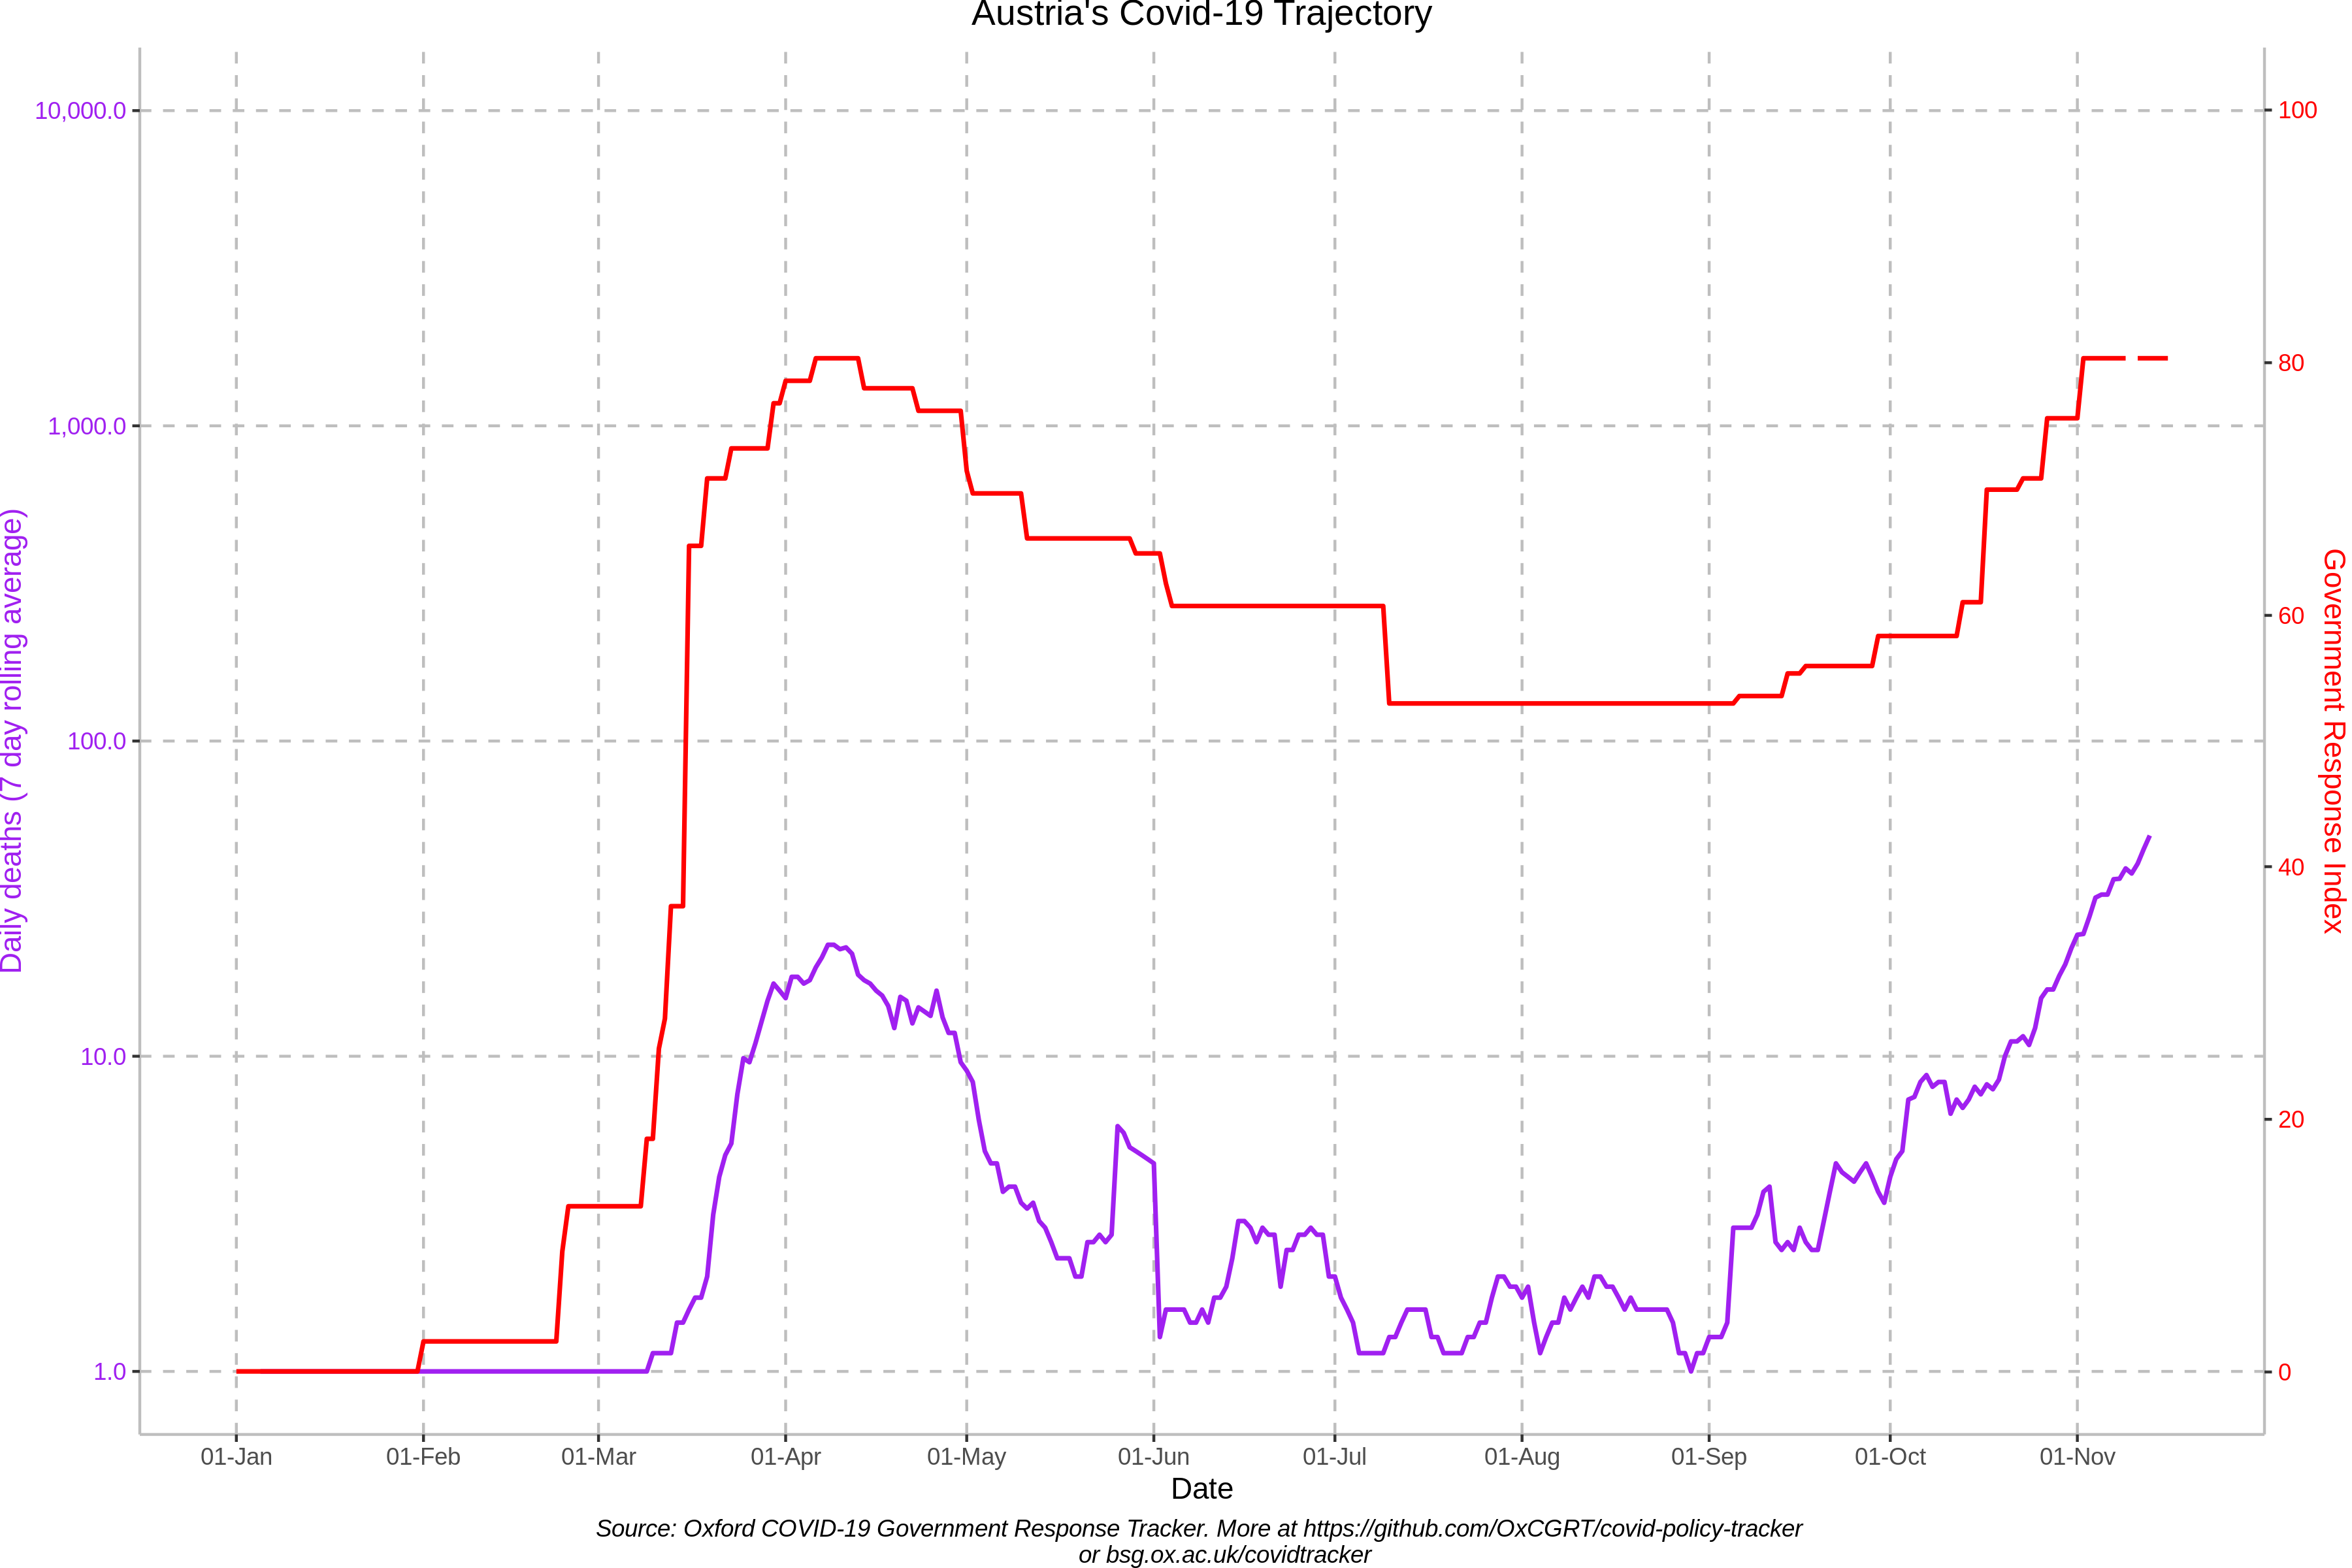 Austria's Covid-19 Trajectory
10,000.0
1,000.0
100.0
10.0
1.0
Daily deaths (7 day rolling average)
100
80
60
40
20
0
Government Response Index
01-Jan 01-Feb 01-Mar 01-Apr 01-May 01-Jun 01-Jul 01-Aug 01-Sep 01-Oct 01-Nov
Date
Source: Oxford COVID-19 Government Response Tracker. More at https://github.com/OxCGRT/covid-policy-tracker
or bsg.ox.ac.uk/covidtracker